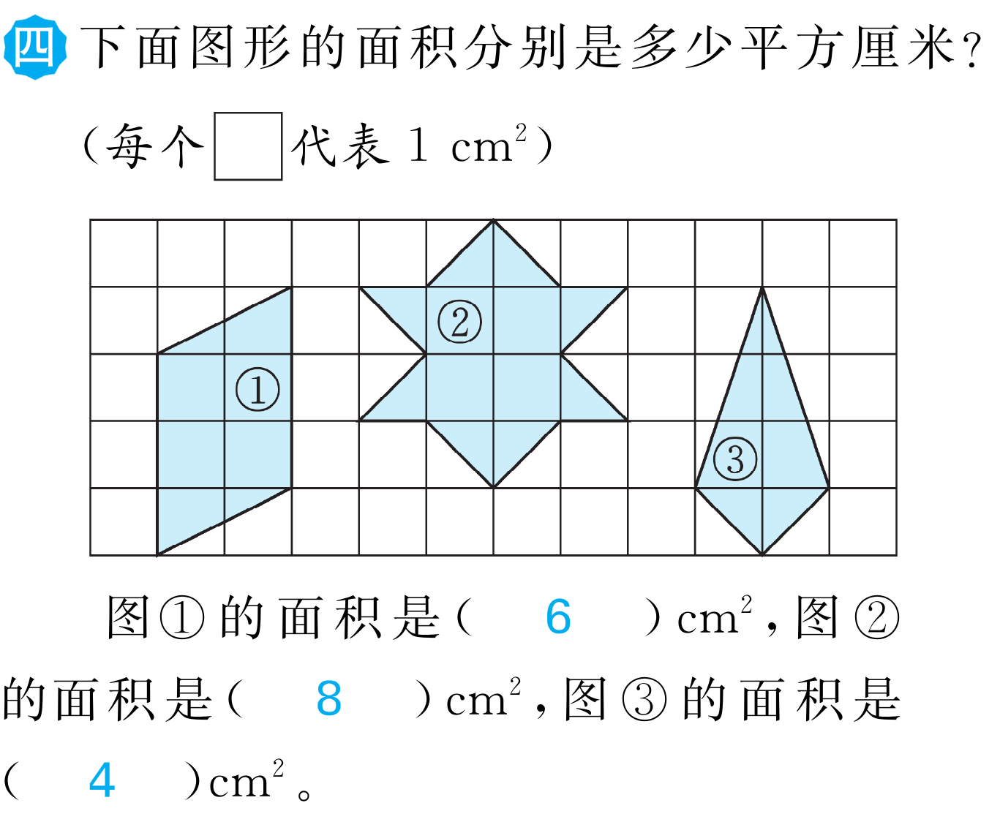 四 下面图形的面积分别是多少平方厘米?
(每个□代表 1 cm²)
② 
① 
③
图①的面积是( 6 )cm²,图②
的面积是( 8 )cm²,图③的面积是
( 4 )cm²。